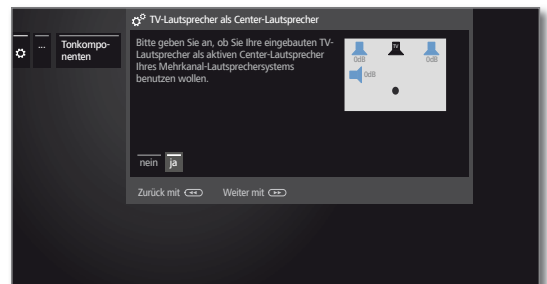 TV-Lautsprecher als Center-Lautsprecher
...
Tonkompo-
nenten
Bitte geben Sie an, ob Sie Ihre eingebauten TV-
Lautsprecher als aktiven Center-Lautsprecher
Ihres Mehrkanal-Lautsprechersystems
benutzen wollen.
TV
0dB
0dB
0dB
nein ja
Zurück mit Weiter mit